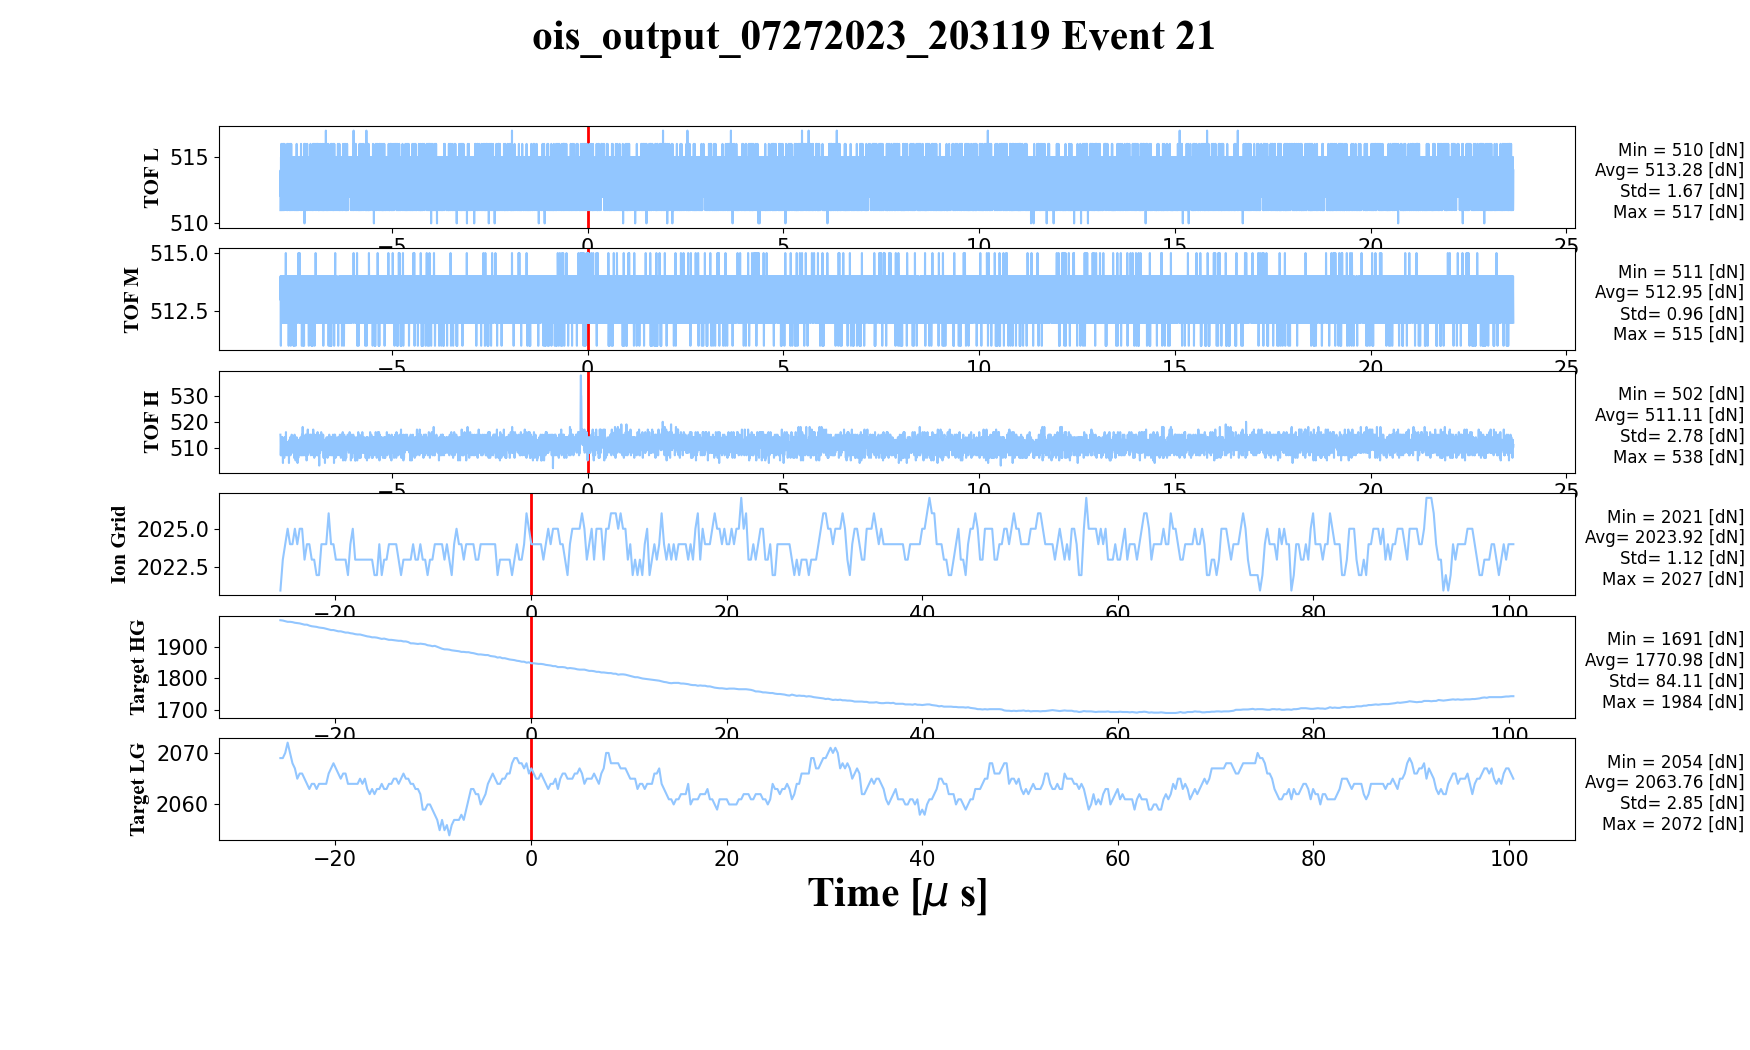 ois_output_07272023_203119 Event 21
TOF L
515
510
Min = 510 [dN]
Avg= 513.28 [dN]
Std= 1.67 [dN]
Max = 517 [dN]
−5 0 5 10 15 20 25
TOF M
515.0
512.5
Min = 511 [dN]
Avg= 512.95 [dN]
Std= 0.96 [dN]
Max = 515 [dN]
−5 0 5 10 15 20 25
TOF H
530
520
510
Min = 502 [dN]
Avg= 511.11 [dN]
Std= 2.78 [dN]
Max = 538 [dN]
−5 0 5 10 15 20 25
Ion Grid
2025.0
2022.5
Min = 2021 [dN]
Avg= 2023.92 [dN]
Std= 1.12 [dN]
Max = 2027 [dN]
−20 0 20 40 60 80 100
Target HG
1900
1800
1700
Min = 1691 [dN]
Avg= 1770.98 [dN]
Std= 84.11 [dN]
Max = 1984 [dN]
−20 0 20 40 60 80 100
Target LG
2070
2060
Min = 2054 [dN]
Avg= 2063.76 [dN]
Std= 2.85 [dN]
Max = 2072 [dN]
−20 0 20 40 60 80 100
Time [μ s]